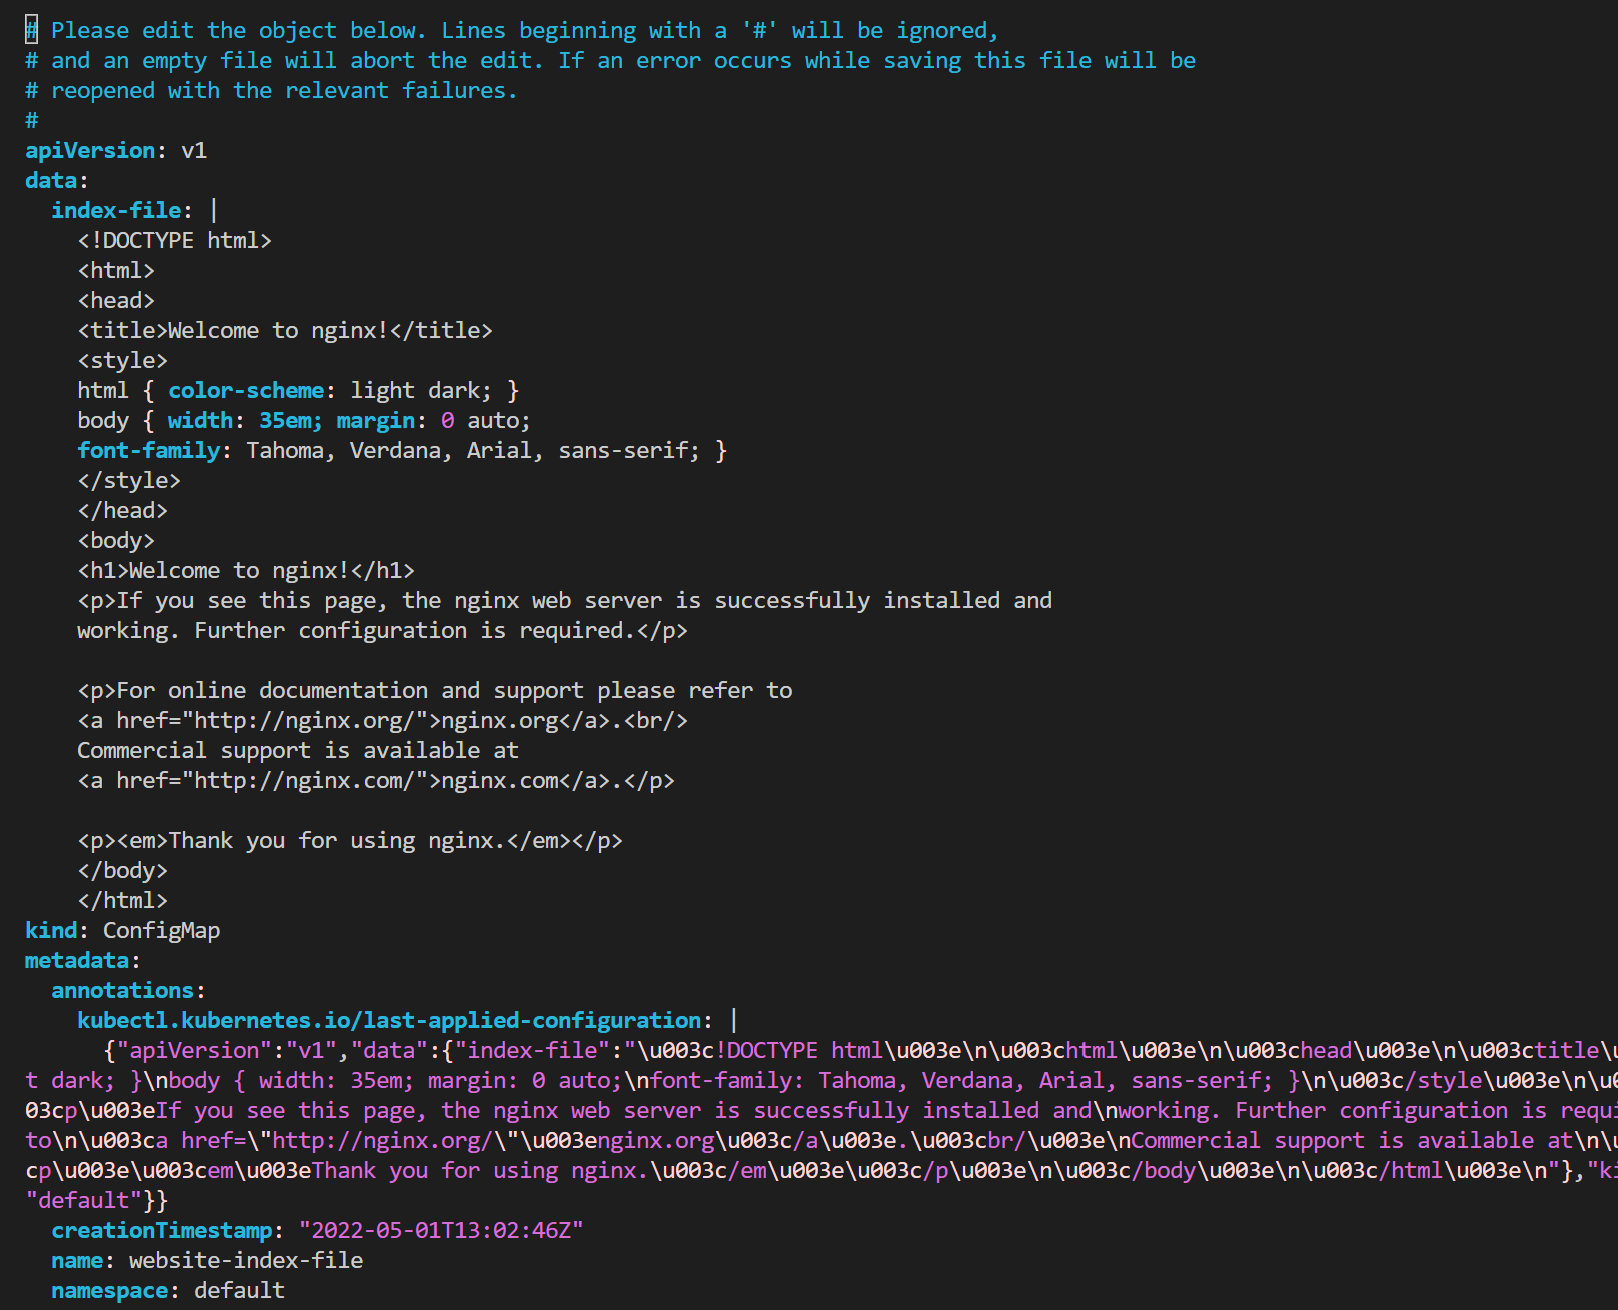 # Please edit the object below. Lines beginning with a '#' will be ignored,
# and an empty file will abort the edit. If an error occurs while saving this file will be
# reopened with the relevant failures.
#
apiVersion: v1
data:
  index-file: |
    <!DOCTYPE html>
    <html>
    <head>
    <title>Welcome to nginx!</title>
    <style>
    html { color-scheme: light dark; }
    body { width: 35em; margin: 0 auto;
    font-family: Tahoma, Verdana, Arial, sans-serif; }
    </style>
    </head>
    <body>
    <h1>Welcome to nginx!</h1>
    <p>If you see this page, the nginx web server is successfully installed and
    working. Further configuration is required.</p>

    <p>For online documentation and support please refer to
    <a href="http://nginx.org/">nginx.org</a>.<br/>
    Commercial support is available at
    <a href="http://nginx.com/">nginx.com</a>.</p>

    <p><em>Thank you for using nginx.</em></p>
    </body>
    </html>
kind: ConfigMap
metadata:
  annotations:
    kubectl.kubernetes.io/last-applied-configuration: |
      {"apiVersion":"v1","data":{"index-file":"\u003c!DOCTYPE html\u003e\n\u003chtml\u003e\n\u003chead\u003e\n\u003ctitle\u
t dark; }\nbody { width: 35em; margin: 0 auto;\nfont-family: Tahoma, Verdana, Arial, sans-serif; }\n\u003c/style\u003e\n\u0
03cp\u003eIf you see this page, the nginx web server is successfully installed and\nworking. Further configuration is requi
to\n\u003ca href=\"http://nginx.org/\"\u003enginx.org\u003c/a\u003e.\u003cbr/\u003e\nCommercial support is available at\n\u
cp\u003e\u003cem\u003eThank you for using nginx.\u003c/em\u003e\u003c/p\u003e\n\u003c/body\u003e\n\u003c/html\u003e\n"},"ki
"default"}}
  creationTimestamp: "2022-05-01T13:02:46Z"
  name: website-index-file
  namespace: default